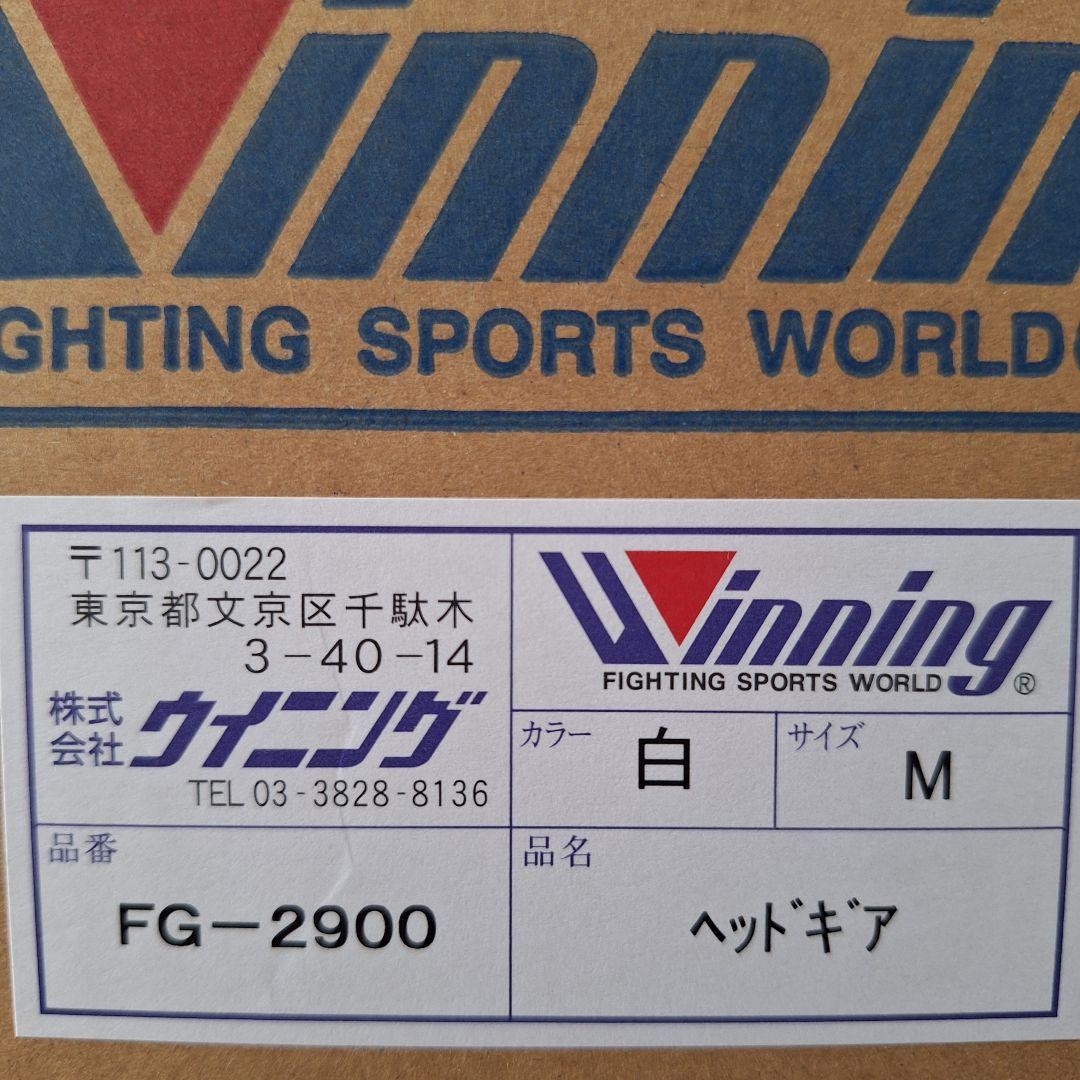 Winnin
GHTING SPORTS WORLD
〒113-0022
東京都文京区千駄木
3-40-14
株式会社 ウイニング
TEL 03-3828-8136
Winning
FIGHTING SPORTS WORLD ®
カラー 白
サイズ M
品番
FG-2900
品名
ヘッドギア